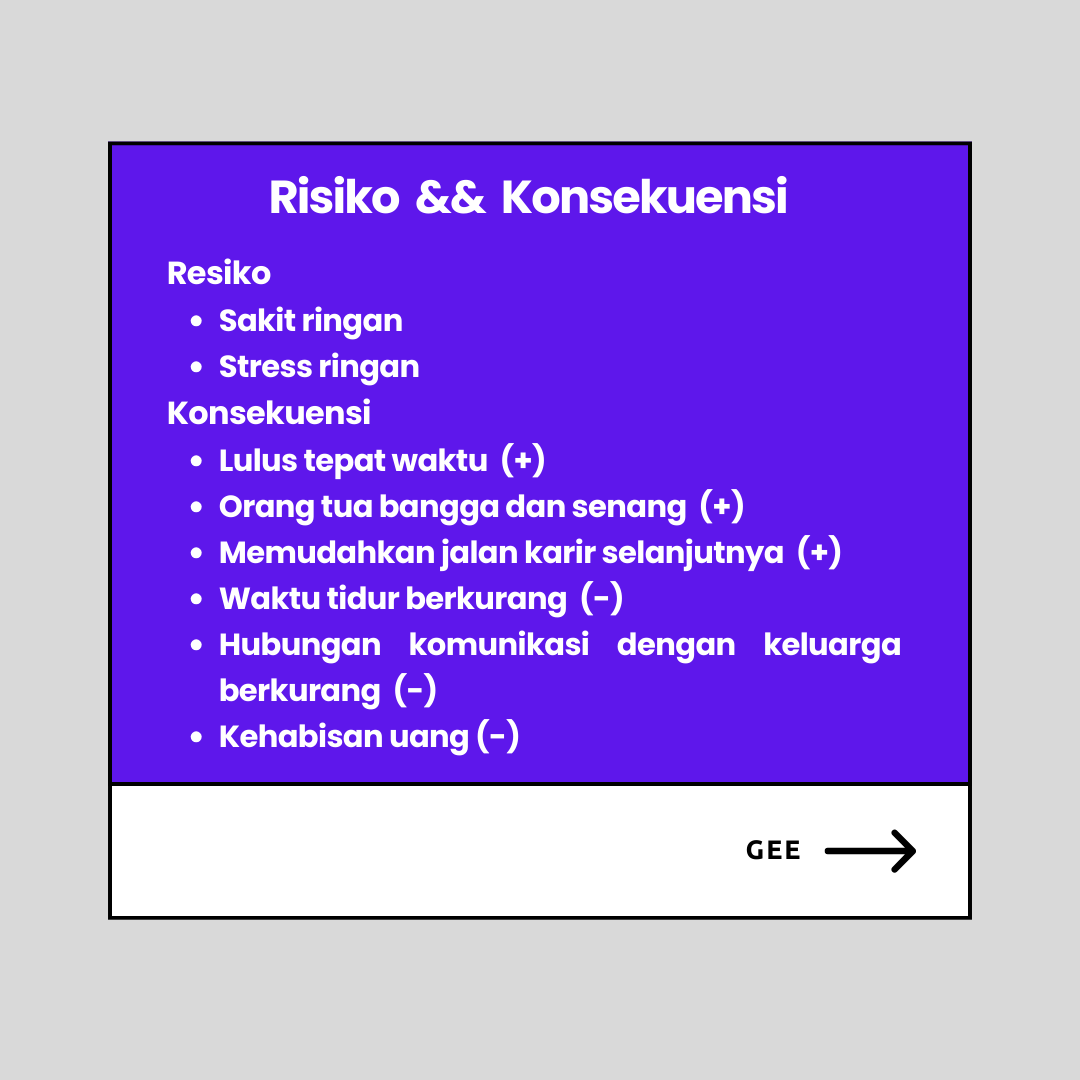 Risiko && Konsekuensi
Resiko
• Sakit ringan
• Stress ringan
Konsekuensi
• Lulus tepat waktu (+)
• Orang tua bangga dan senang (+)
• Memudahkan jalan karir selanjutnya (+)
• Waktu tidur berkurang (-)
• Hubungan komunikasi dengan keluarga
berkurang (-)
• Kehabisan uang (-)
GEE